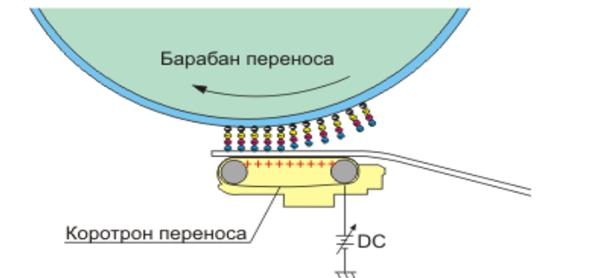 Барабан переноса
+ + + + + + + + +
Коротрон переноса
DC